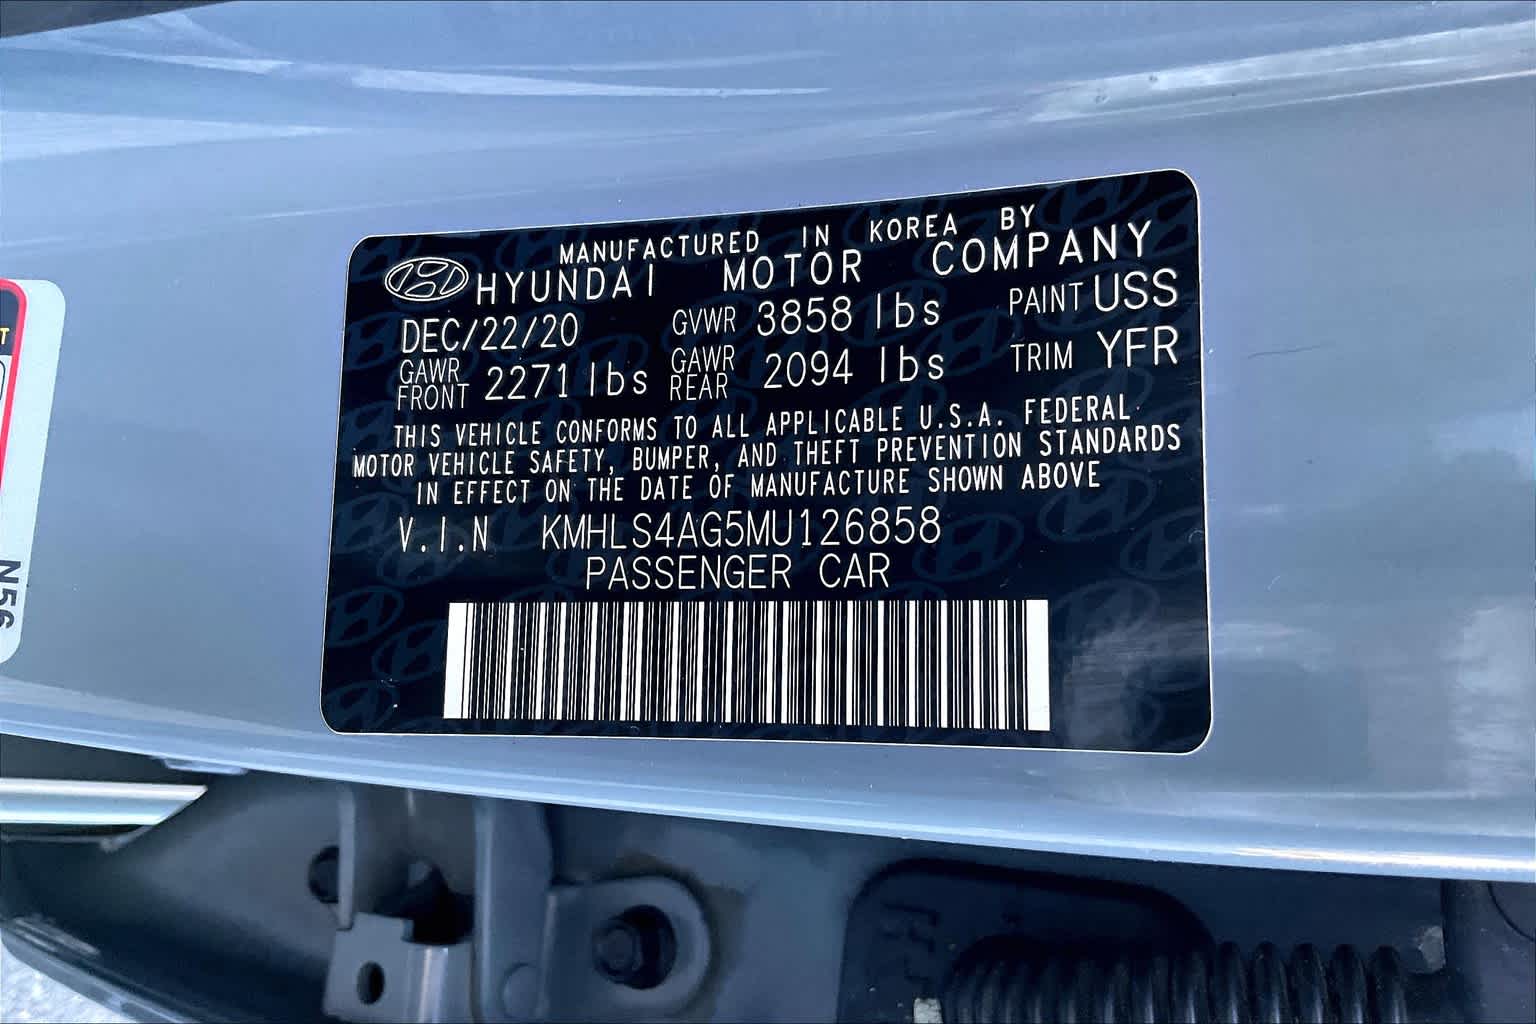 MANUFACTURED IN KOREA BY
HYUNDAI MOTOR COMPANY
DEC/22/20 GVWR 3858 lbs PAINT USS
GAWR FRONT 2271 lbs GAWR REAR 2094 lbs TRIM YFR
THIS VEHICLE CONFORMS TO ALL APPLICABLE U.S.A. FEDERAL
MOTOR VEHICLE SAFETY, BUMPER, AND THEFT PREVENTION STANDARDS
IN EFFECT ON THE DATE OF MANUFACTURE SHOWN ABOVE
V.I.N KMHLS4AG5MU126858
PASSENGER CAR
N56